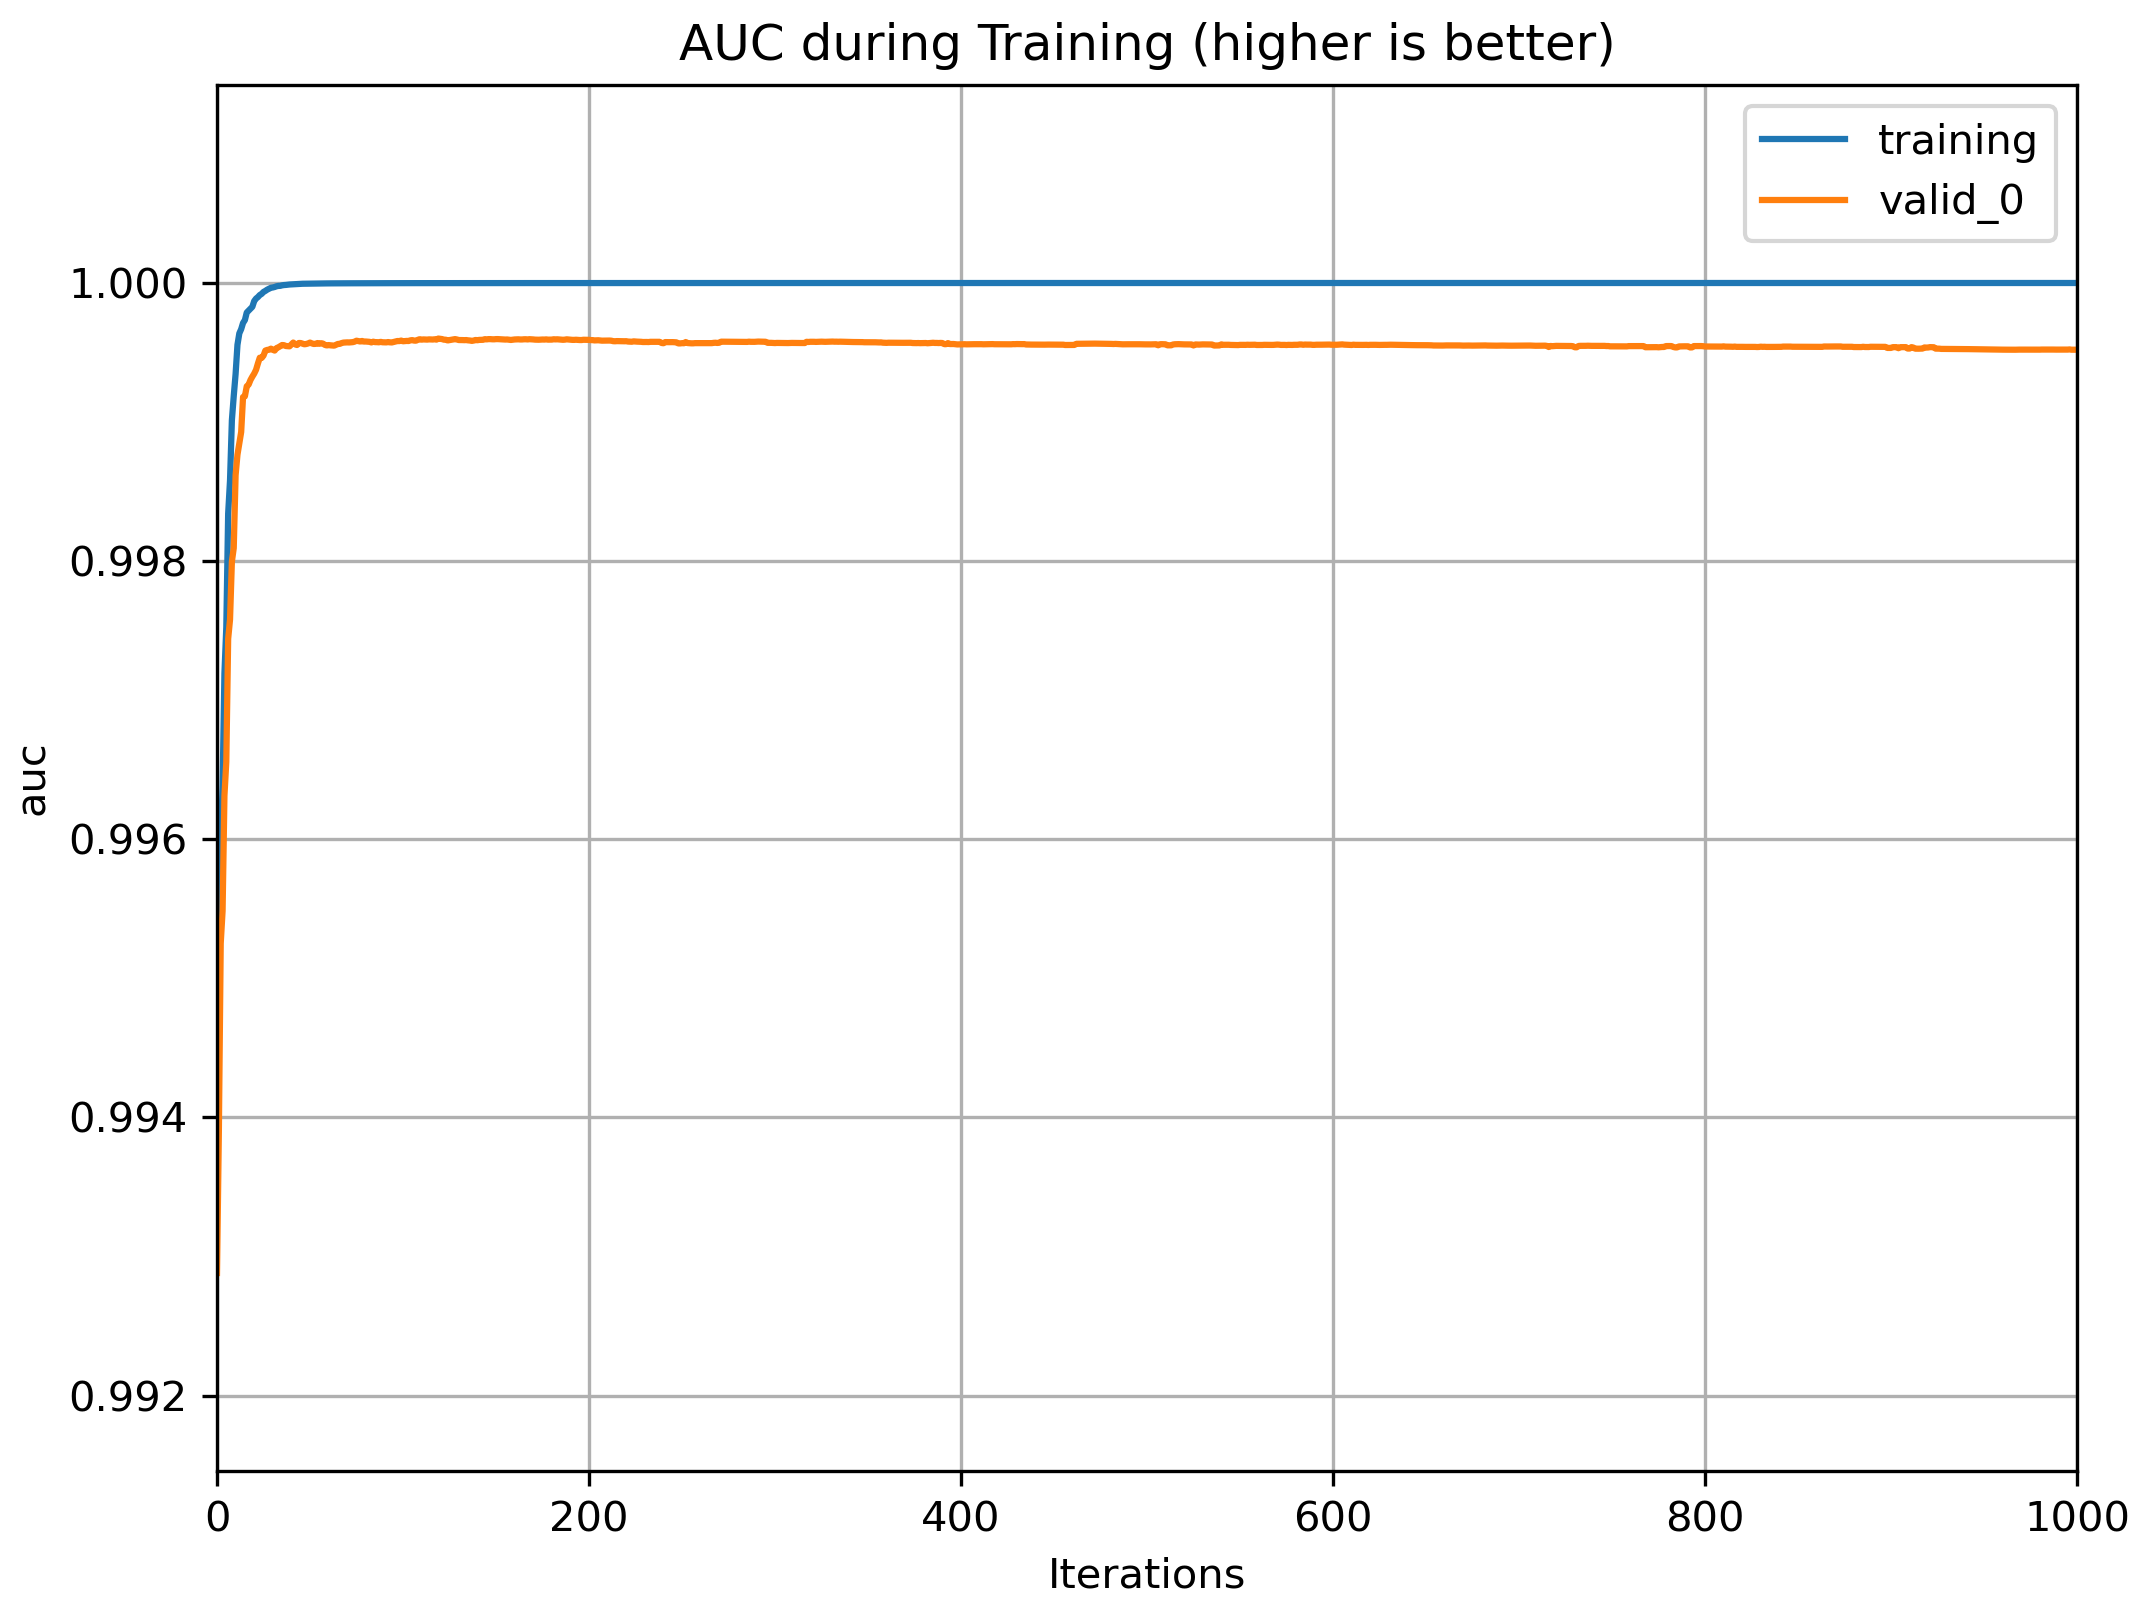 AUC during Training (higher is better)
training
valid_0
1.000
0.998
0.996
0.994
0.992
auc
0
200
400
600
800
1000
Iterations